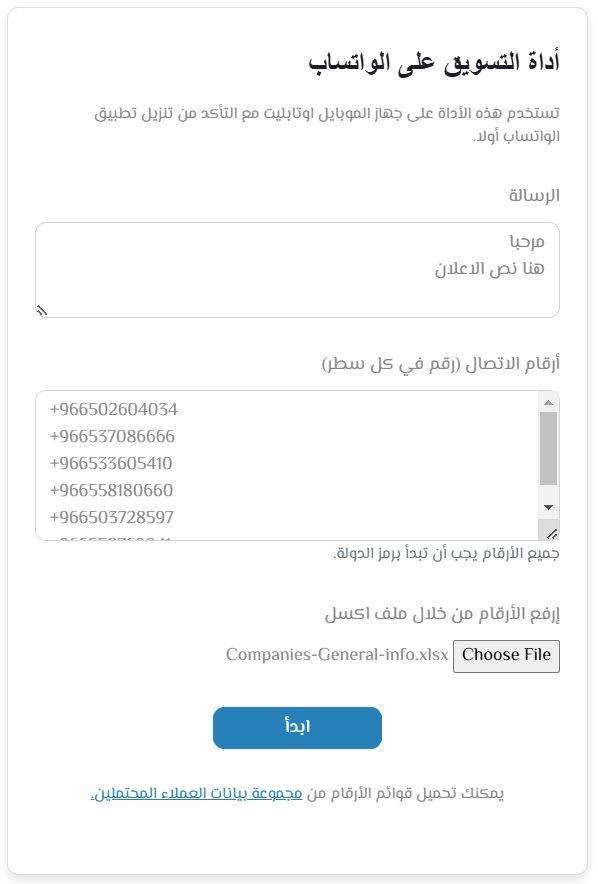 أداة التسويق على الواتساب
تستخدم هذه الأداة على جهاز الموبايل اوتابليت مع التأكد من تنزيل تطبيق
الواتساب أولا.
الرسالة
مرحبا
هنا نص الاعلان
أرقام الاتصال (رقم في كل سطر)
+966502604034
+966537086666
+966533605410
+966558180660
+966503728597
جميع الأرقام يجب أن تبدأ برمز الدولة.
إرفع الأرقام من خلال ملف اكسل
Choose File Companies-General-info.xlsx
ابدأ
يمكنك تحميل قوائم الأرقام من مجموعة بيانات العملاء المحتملين.